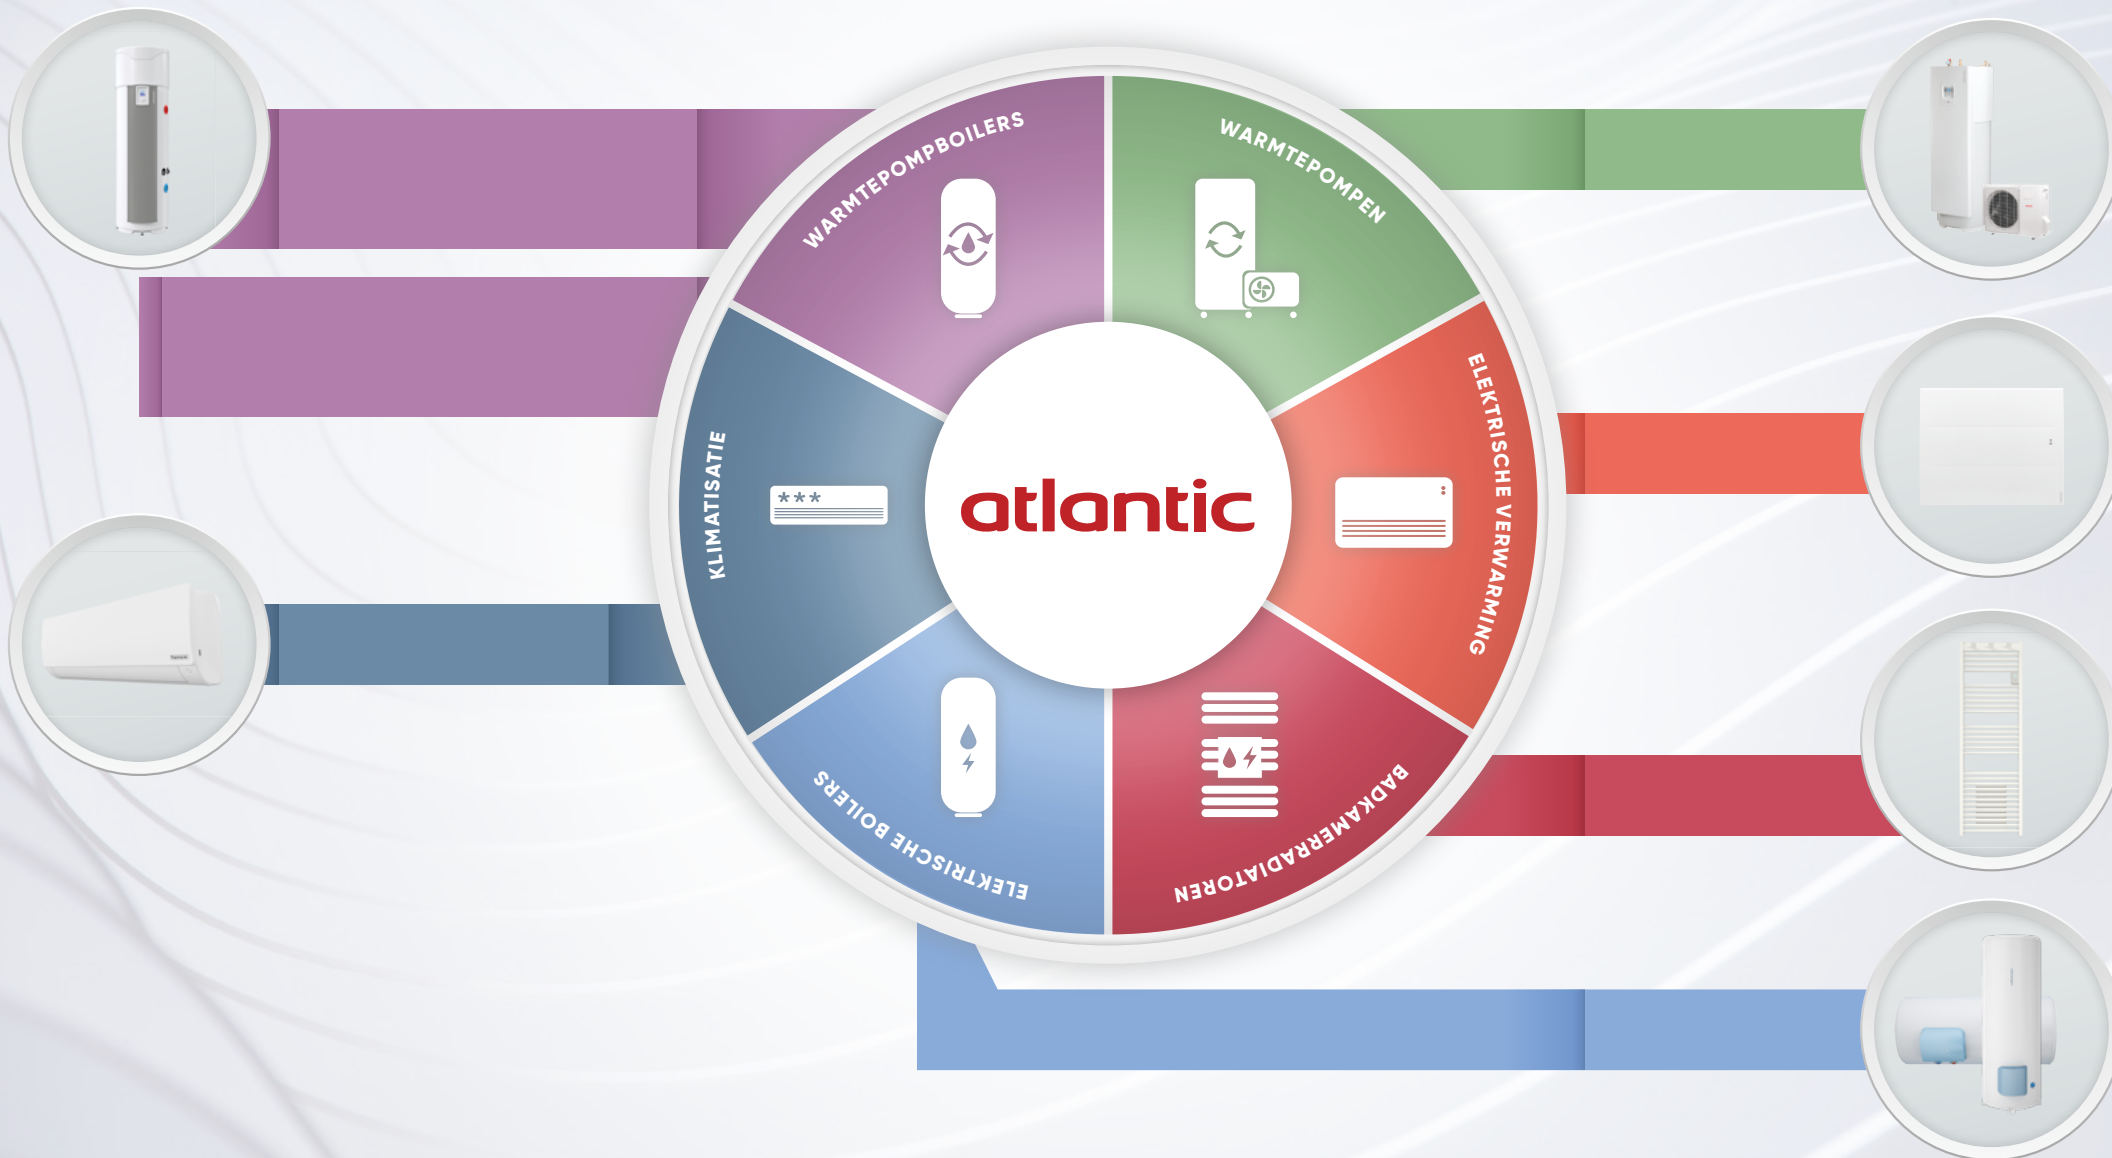 WARMTEPOMPBOILERS
WARMTEPOMPEN
ELEKTRISCHE VERWARMING
KLIMATISATIE
***
atlantic
ELEKTRISCHE BOILERS
BADKAMERRADIATOREN